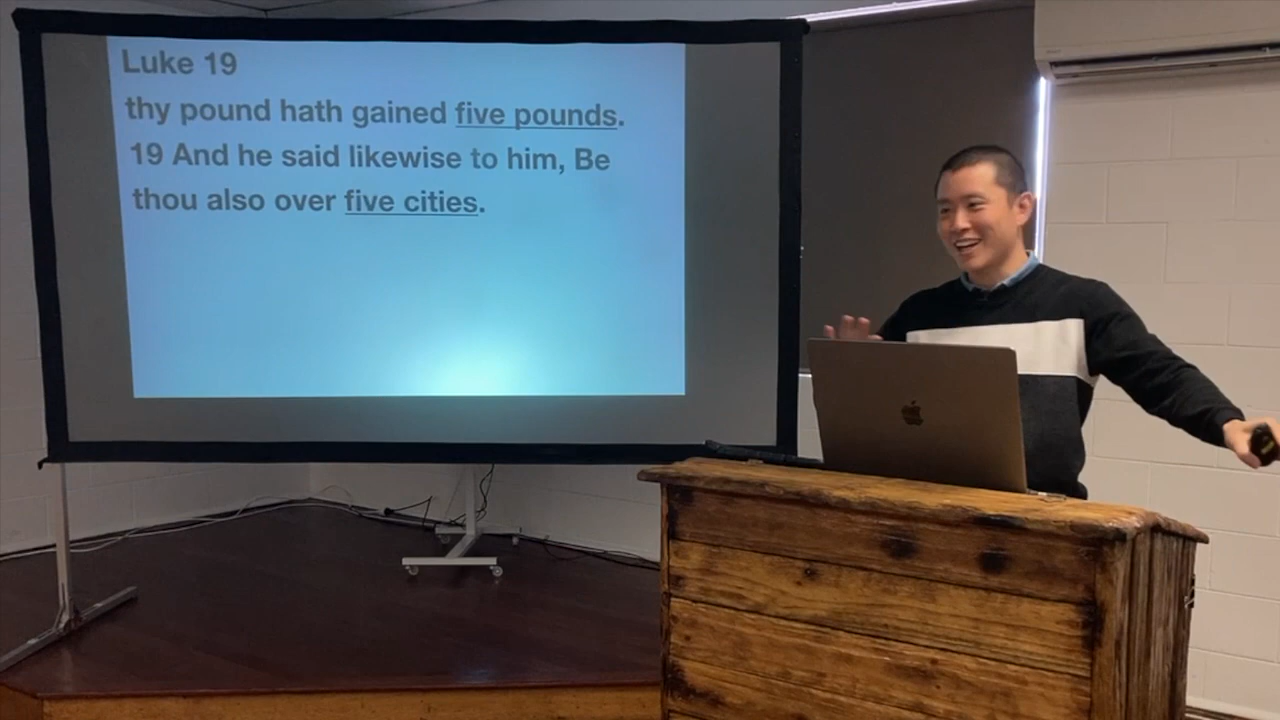 Luke 19
thy pound hath gained five pounds.
19 And he said likewise to him, Be
thou also over five cities.